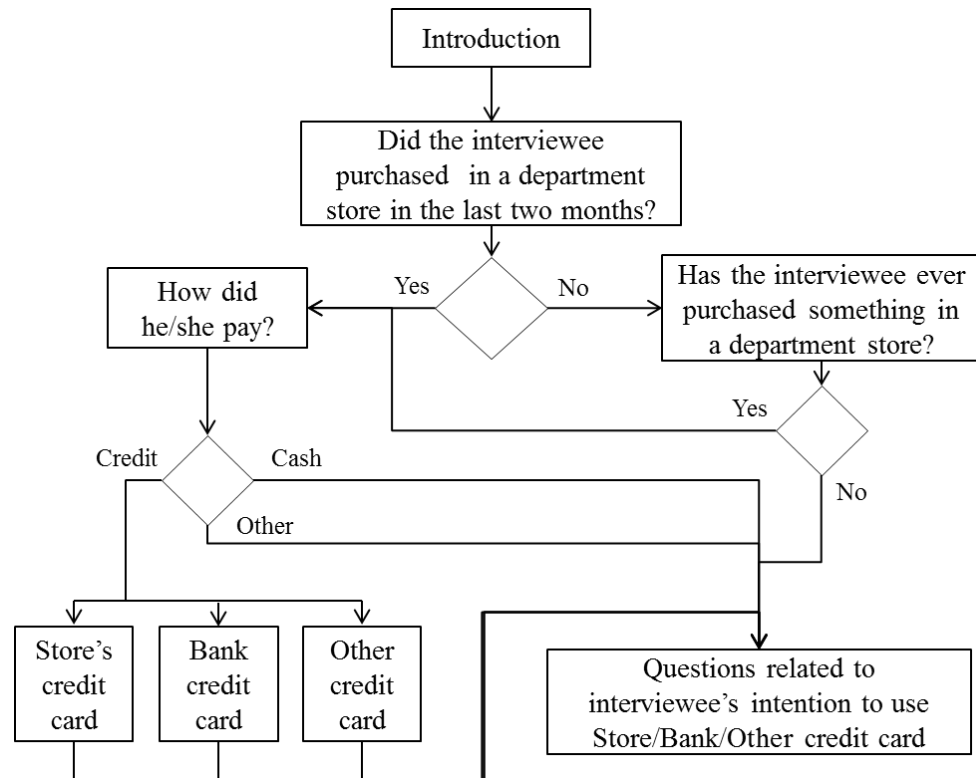 Introduction
Did the interviewee
purchased in a department
store in the last two months?
How did
he/she pay?
Yes
No
Has the interviewee ever
purchased something in
a department store?
Yes
No
Credit
Cash
Other
Store's
credit
card
Bank
credit
card
Other
credit
card
Questions related to
interviewee's intention to use
Store/Bank/Other credit card